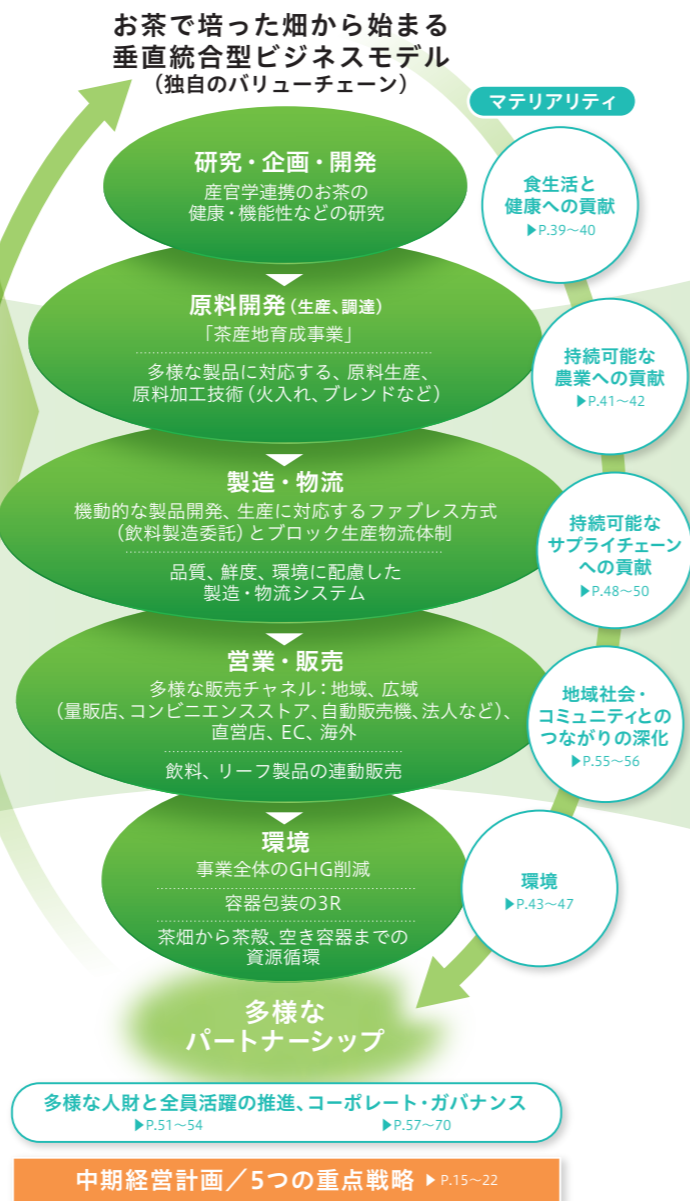 お茶で培った畑から始まる
垂直統合型ビジネスモデル
（独自のバリューチェーン）
マテリアリティ
研究・企画・開発
産官学連携のお茶の
健康・機能性などの研究
食生活と
健康への貢献
▶P.39～40
原料開発（生産、調達）
「茶産地育成事業」
多様な製品に対応する、原料生産、
原料加工技術（火入れ、ブレンドなど）
持続可能な
農業への貢献
▶P.41～42
製造・物流
機動的な製品開発、生産に対応するファブレス方式
（飲料製造委託）とブロック生産物流体制
品質、鮮度、環境に配慮した
製造・物流システム
持続可能な
サプライチェーン
への貢献
▶P.48～50
営業・販売
多様な販売チャネル：地域、広域
（量販店、コンビニエンスストア、自動販売機、法人など）、
直営店、EC、海外
飲料、リーフ製品の連動販売
地域社会・
コミュニティとの
つながりの深化
▶P.55～56
環境
事業全体のGHG削減
容器包装の3R
茶畑から茶殻、空き容器までの
資源循環
環境
▶P.43～47
多様な
パートナーシップ
多様な人財と全員活躍の推進、コーポレート・ガバナンス
▶P.51～54 ▶P.57～70
中期経営計画／5つの重点戦略 ▶P.15～22